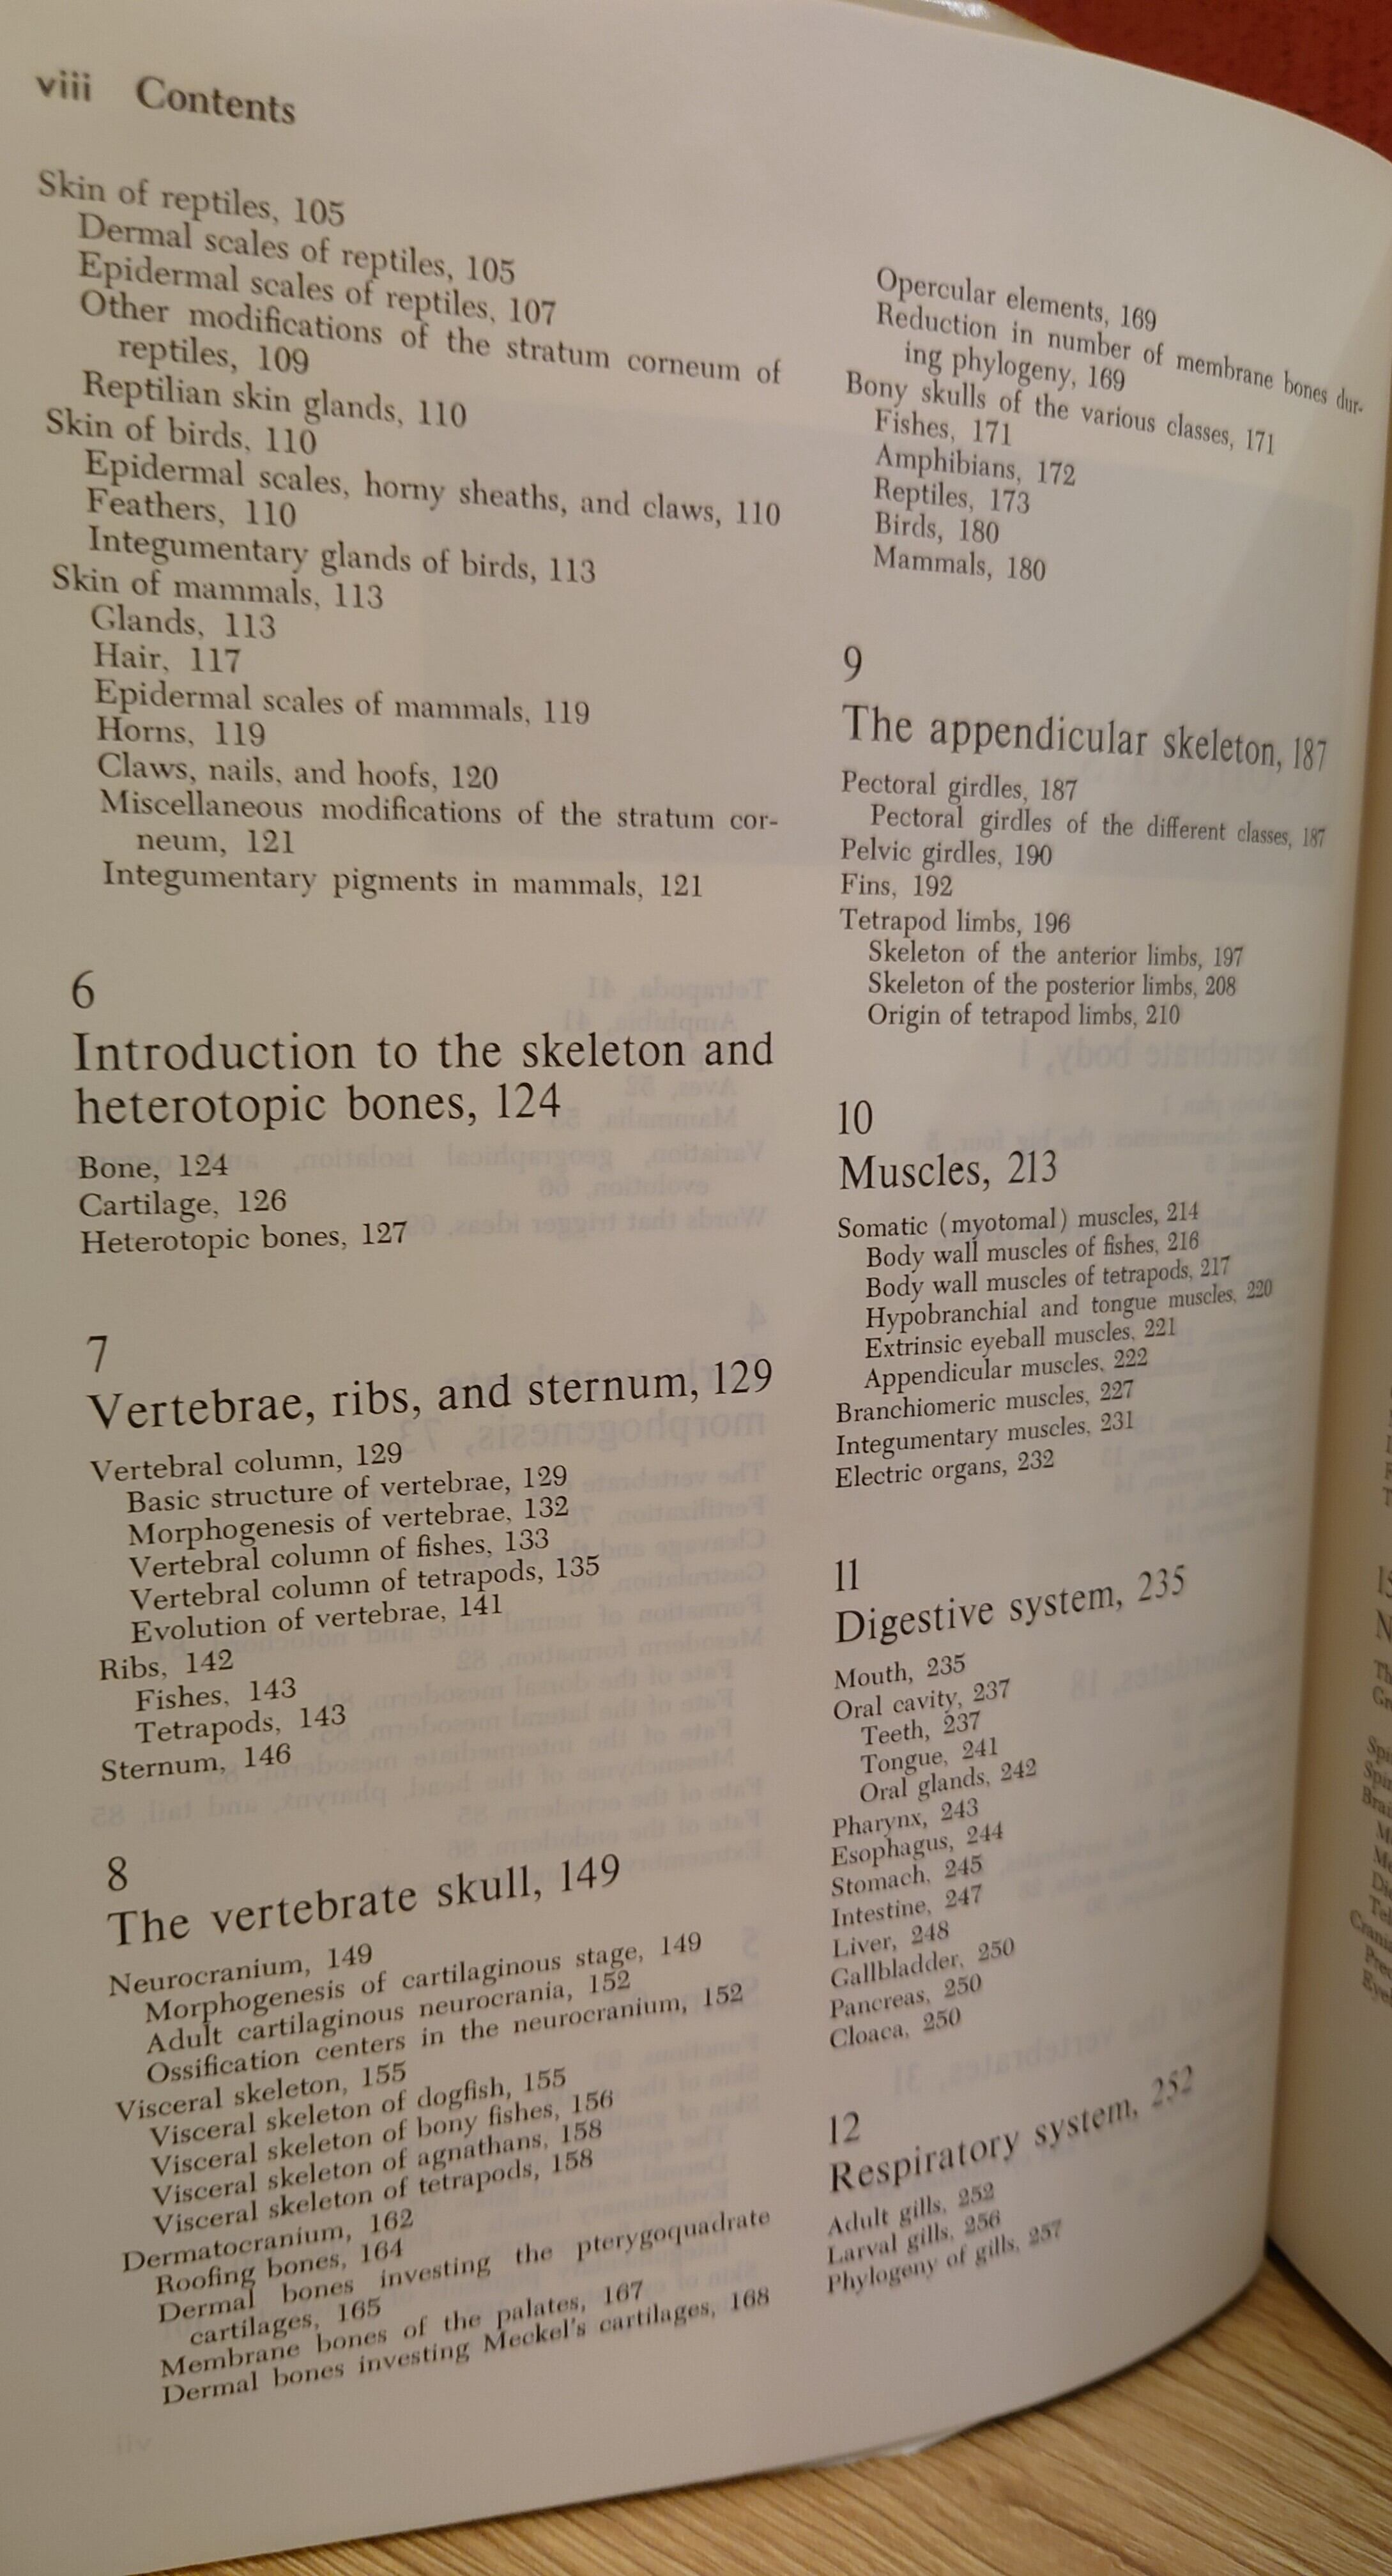 viii Contents
Skin of reptiles, 105
Dermal scales of reptiles, 105
Epidermal scales of reptiles, 107
Other modifications of the stratum corneum of
reptiles, 109
Reptilian skin glands, 110
Skin of birds, 110
Epidermal scales, horny sheaths, and claws, 110
Feathers, 110
Integumentary glands of birds, 113
Skin of mammals, 113
Glands, 113
Hair, 117
Epidermal scales of mammals, 119
Horns, 119
Claws, nails, and hoofs, 120
Miscellaneous modifications of the stratum cor-
neum, 121
Integumentary pigments in mammals, 121
6
Introduction to the skeleton and
heterotopic bones, 124
Bone, 124
Cartilage, 126
Heterotopic bones, 127
7
Vertebrae, ribs, and sternum, 129
Vertebral column, 129
Basic structure of vertebrae, 129
Morphogenesis of vertebrae, 132
Vertebral column of fishes, 133
Vertebral column of tetrapods, 135
Evolution of vertebrae, 141
Ribs, 142
Fishes, 143
Tetrapods, 143
Sternum, 146
8
The vertebrate skull, 149
Neurocranium, 149
Morphogenesis of cartilaginous stage, 149
Adult cartilaginous neurocrania, 152
Ossification centers in the neurocranium, 152
Visceral skeleton, 155
Visceral skeleton of dogfish, 155
Visceral skeleton of bony fishes, 156
Visceral skeleton of agnathans, 158
Visceral skeleton of tetrapods, 158
Dermatocranium, 162
Roofing bones, 164
Dermal bones investing the pterygoquadrate
cartilages, 165
Membrane bones of the palates, 167
Dermal bones investing Meckel's cartilages, 168
Opercular elements, 169
Reduction in number of membrane bones dur-
ing phylogeny, 169
Bony skulls of the various classes, 171
Fishes, 171
Amphibians, 172
Reptiles, 173
Birds, 180
Mammals, 180
9
The appendicular skeleton, 187
Pectoral girdles, 187
Pectoral girdles of the different classes, 187
Pelvic girdles, 190
Fins, 192
Tetrapod limbs, 196
Skeleton of the anterior limbs, 197
Skeleton of the posterior limbs, 208
Origin of tetrapod limbs, 210
10
Muscles, 213
Somatic (myotomal) muscles, 214
Body wall muscles of fishes, 216
Body wall muscles of tetrapods, 217
Hypobranchial and tongue muscles, 220
Extrinsic eyeball muscles, 221
Appendicular muscles, 222
Branchiomeric muscles, 227
Integumentary muscles, 231
Electric organs, 232
11
Digestive system, 235
Mouth, 235
Oral cavity, 237
Teeth, 237
Tongue, 241
Oral glands, 242
Pharynx, 243
Esophagus, 244
Stomach, 245
Intestine, 247
Liver, 248
Gallbladder, 250
Pancreas, 250
Cloaca, 250
12
Respiratory system, 252
Adult gills, 252
Larval gills, 256
Phylogeny of gills, 257